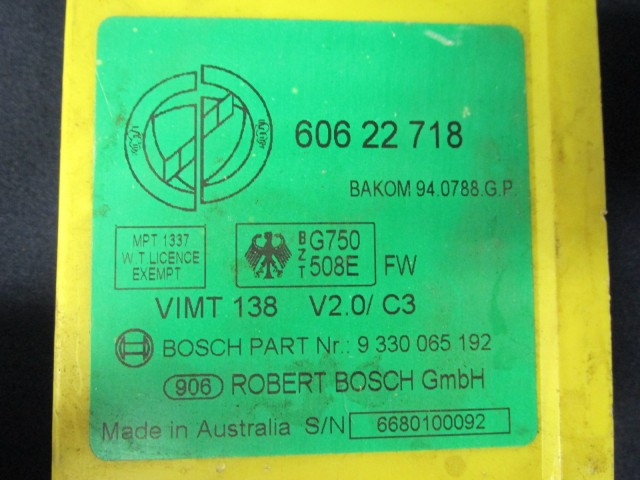 606 22 718
BAKOM 94.0788.G.P.
MPT 1337
W.T LICENCE
EXEMPT
BZT G750
508E FW
VIMT 138 V2.0/ C3
BOSCH PART Nr.: 9 330 065 192
906 ROBERT BOSCH GmbH
Made in Australia S/N 6680100092